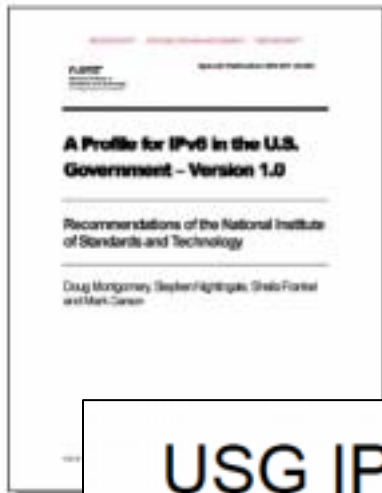 A Profile for IPv6 in the U.S.
Government – Version 1.0
Recommendations of the National Institute
of Standards and Technology
Doug Montgomery, Stephen Nightingale, Sheila Frankel
and Mark Carson
USG IP